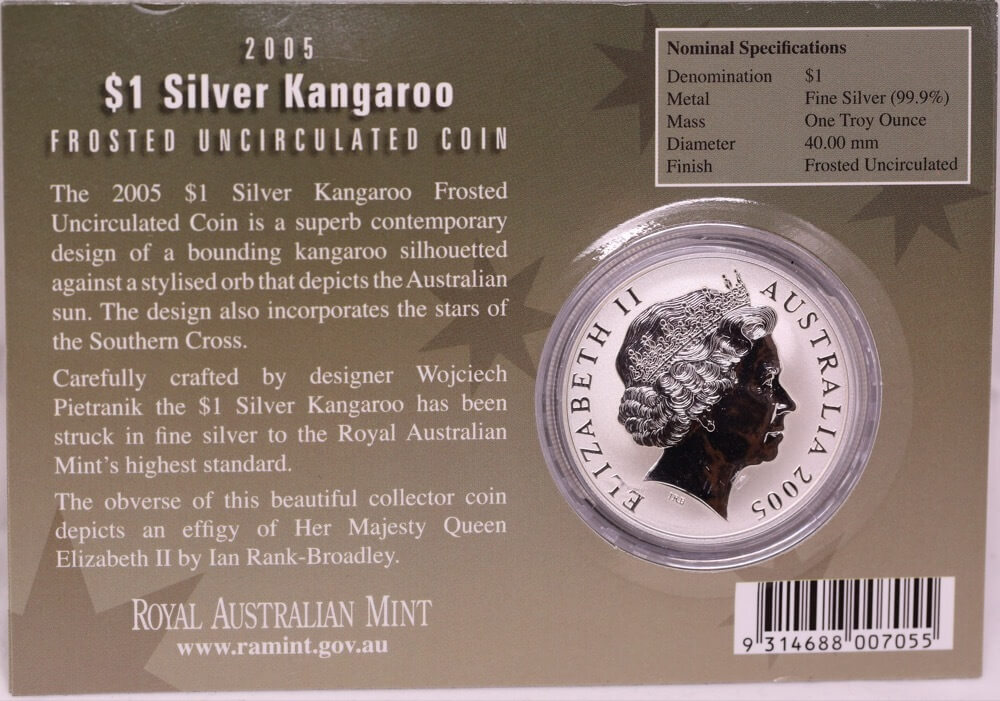 2005
$1 Silver Kangaroo
FROSTED UNCIRCULATED COIN
The 2005 $1 Silver Kangaroo Frosted
Uncirculated Coin is a superb contemporary
design of a bounding kangaroo silhouetted
against a stylised orb that depicts the Australian
sun. The design also incorporates the stars of
the Southern Cross.
Carefully crafted by designer Wojciech
Pietranik the $1 Silver Kangaroo has been
struck in fine silver to the Royal Australian
Mint's highest standard.
The obverse of this beautiful collector coin
depicts an effigy of Her Majesty Queen
Elizabeth II by Ian Rank-Broadley.
ROYAL AUSTRALIAN MINT
www.ramint.gov.au
Nominal Specifications
Denomination $1
Metal Fine Silver (99.9%)
Mass One Troy Ounce
Diameter 40.00 mm
Finish Frosted Uncirculated
ELIZABETH II
AUSTRALIA 2005
IRB
9 314688 007055